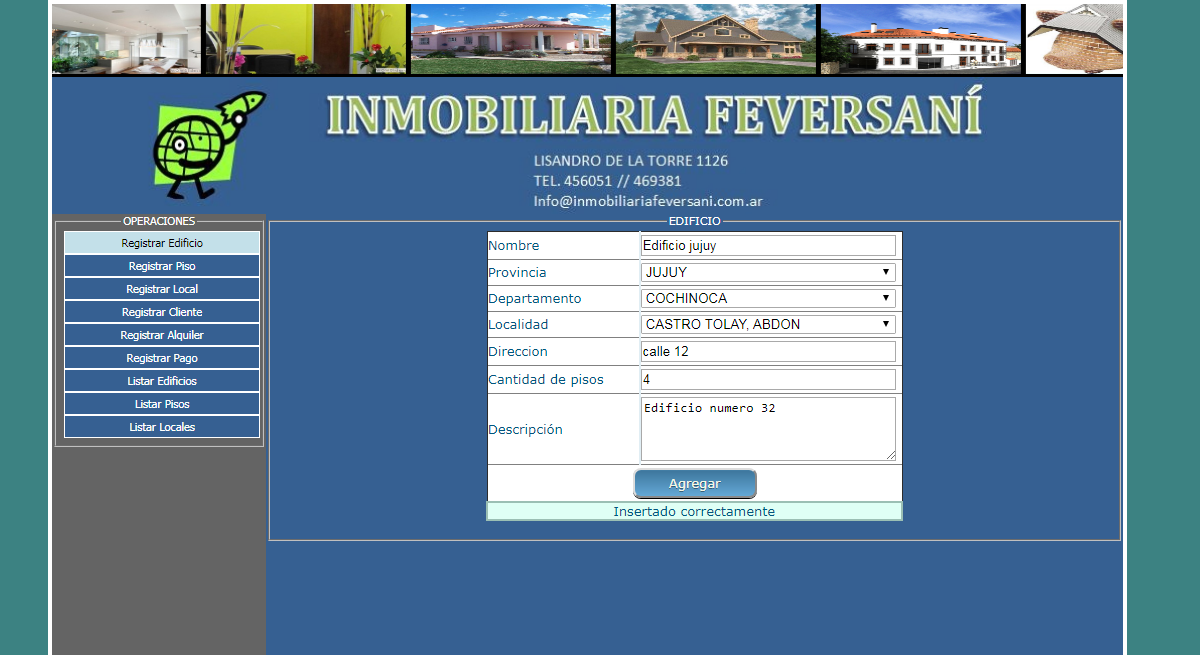 INMOBILIARIA FEVERSANÍ
LISANDRO DE LA TORRE 1126
TEL. 456051 // 469381
Info@inmobiliariafeversani.com.ar
OPERACIONES
Registrar Edificio
Registrar Piso
Registrar Local
Registrar Cliente
Registrar Alquiler
Registrar Pago
Listar Edificios
Listar Pisos
Listar Locales
EDIFICIO
Nombre Edificio jujuy
Provincia JUJUY
Departamento COCHINOCA
Localidad CASTRO TOLAY, ABDON
Direccion calle 12
Cantidad de pisos 4
Descripción Edificio numero 32
Agregar
Insertado correctamente